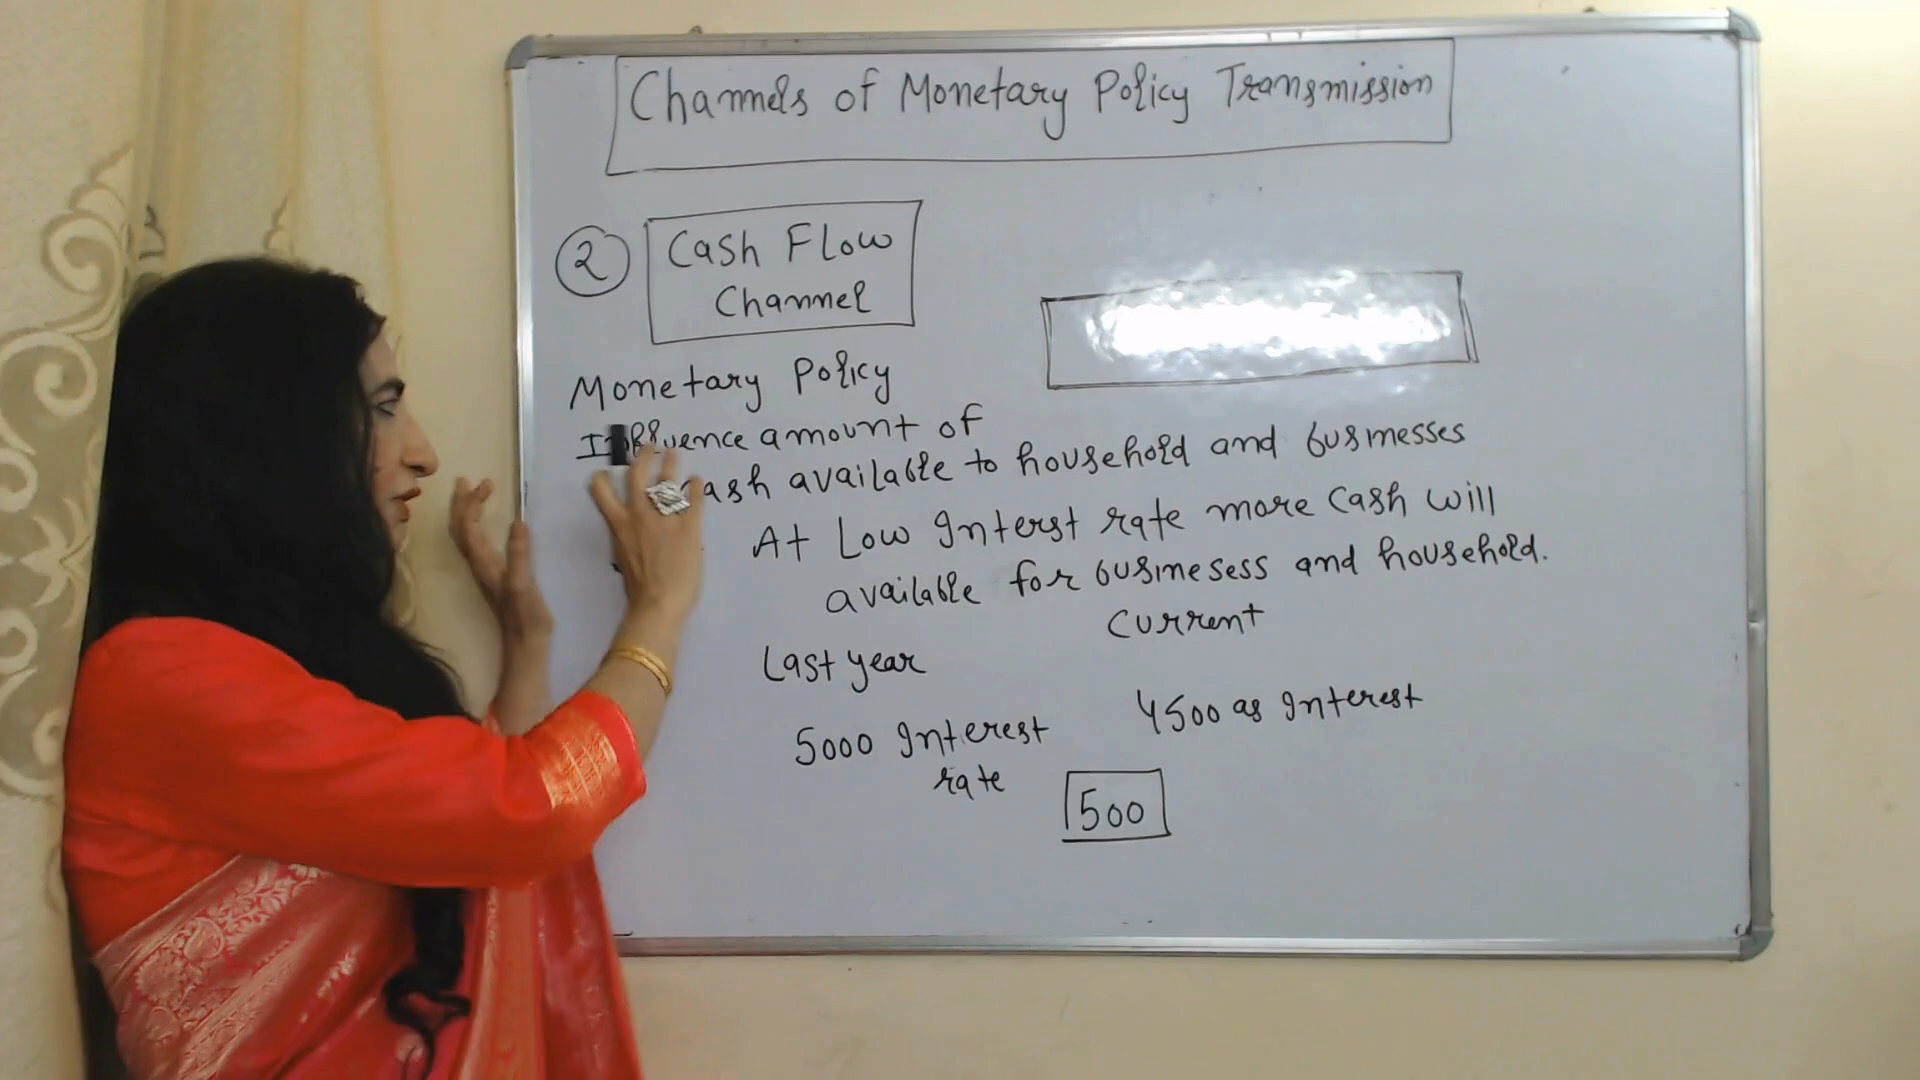 Channels of Monetary Policy Transmission
2
Cash Flow
Channel
Monetary Policy
Influence amount of
cash available to household and businesses
At Low Interst rate more cash will
available for businesess and household.
Last year
current
5000 Interest
rate
4500 as Interest
500